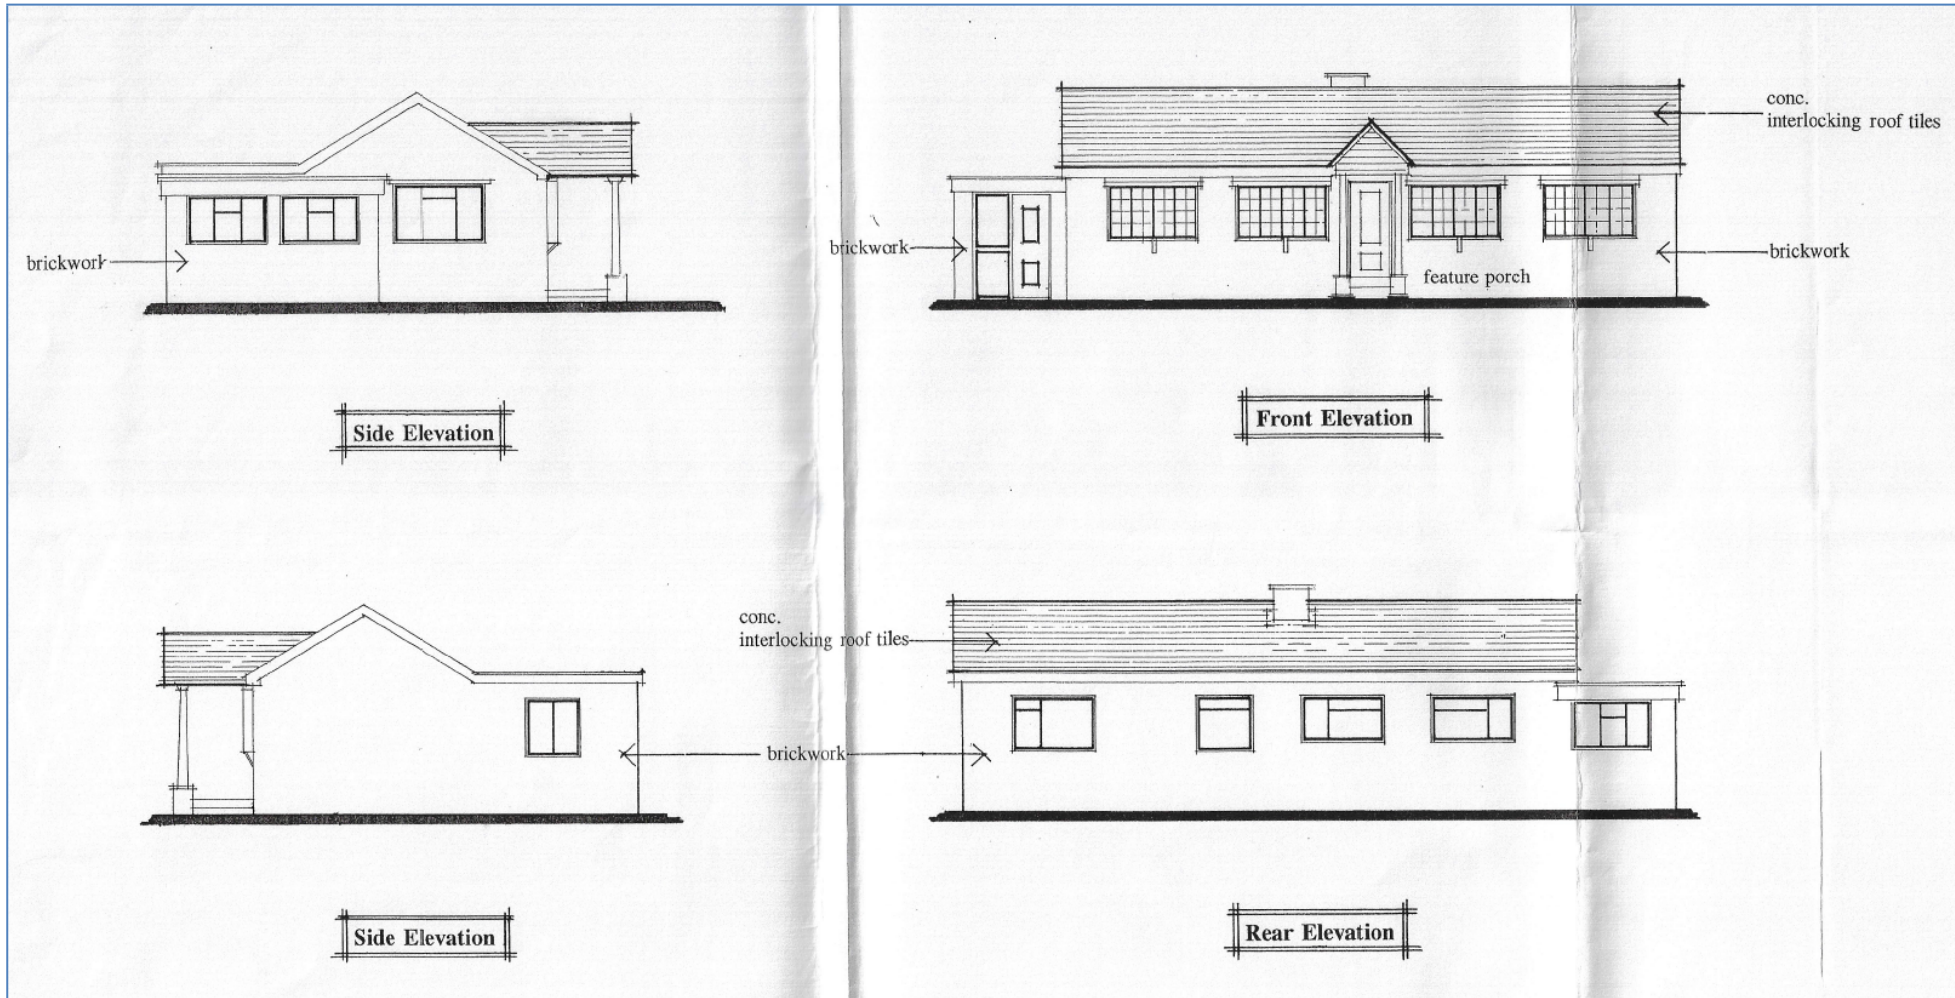 conc.
interlocking roof tiles
brickwork
brickwork
brickwork
feature porch
Side Elevation
Front Elevation
conc.
interlocking roof tiles
brickwork
Side Elevation
Rear Elevation